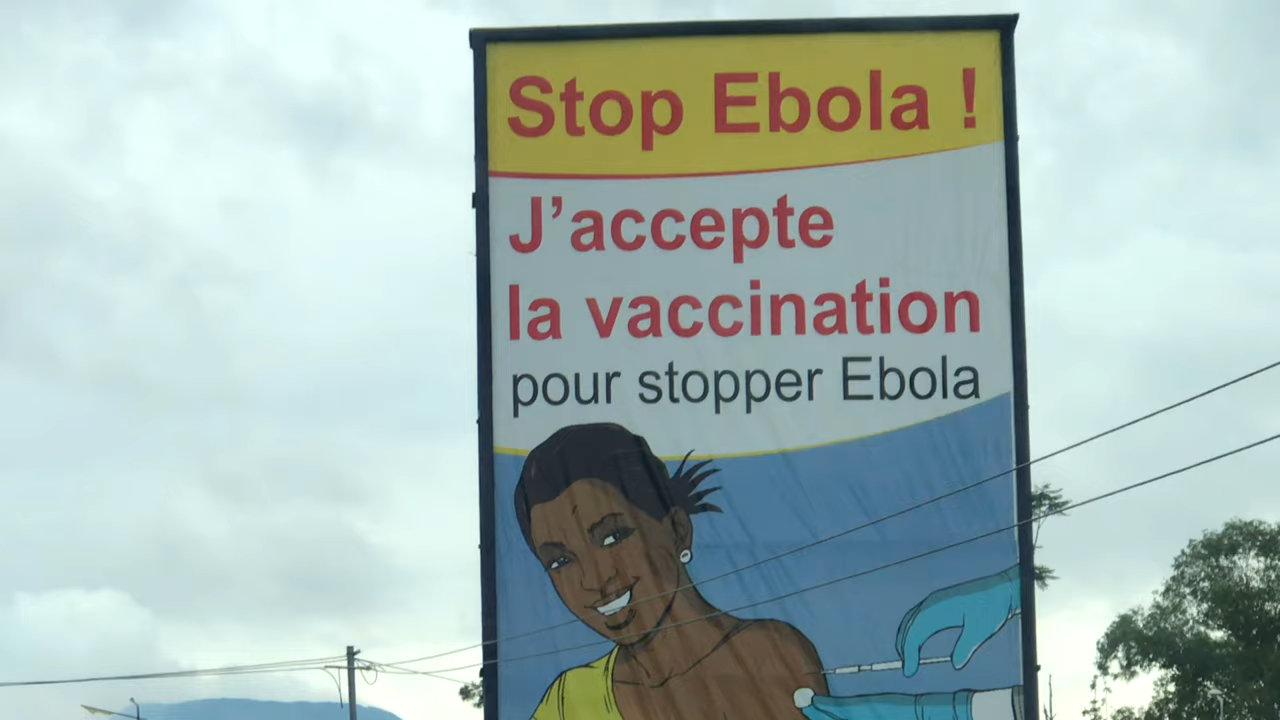 Stop Ebola !
J’accepte
la vaccination
pour stopper Ebola